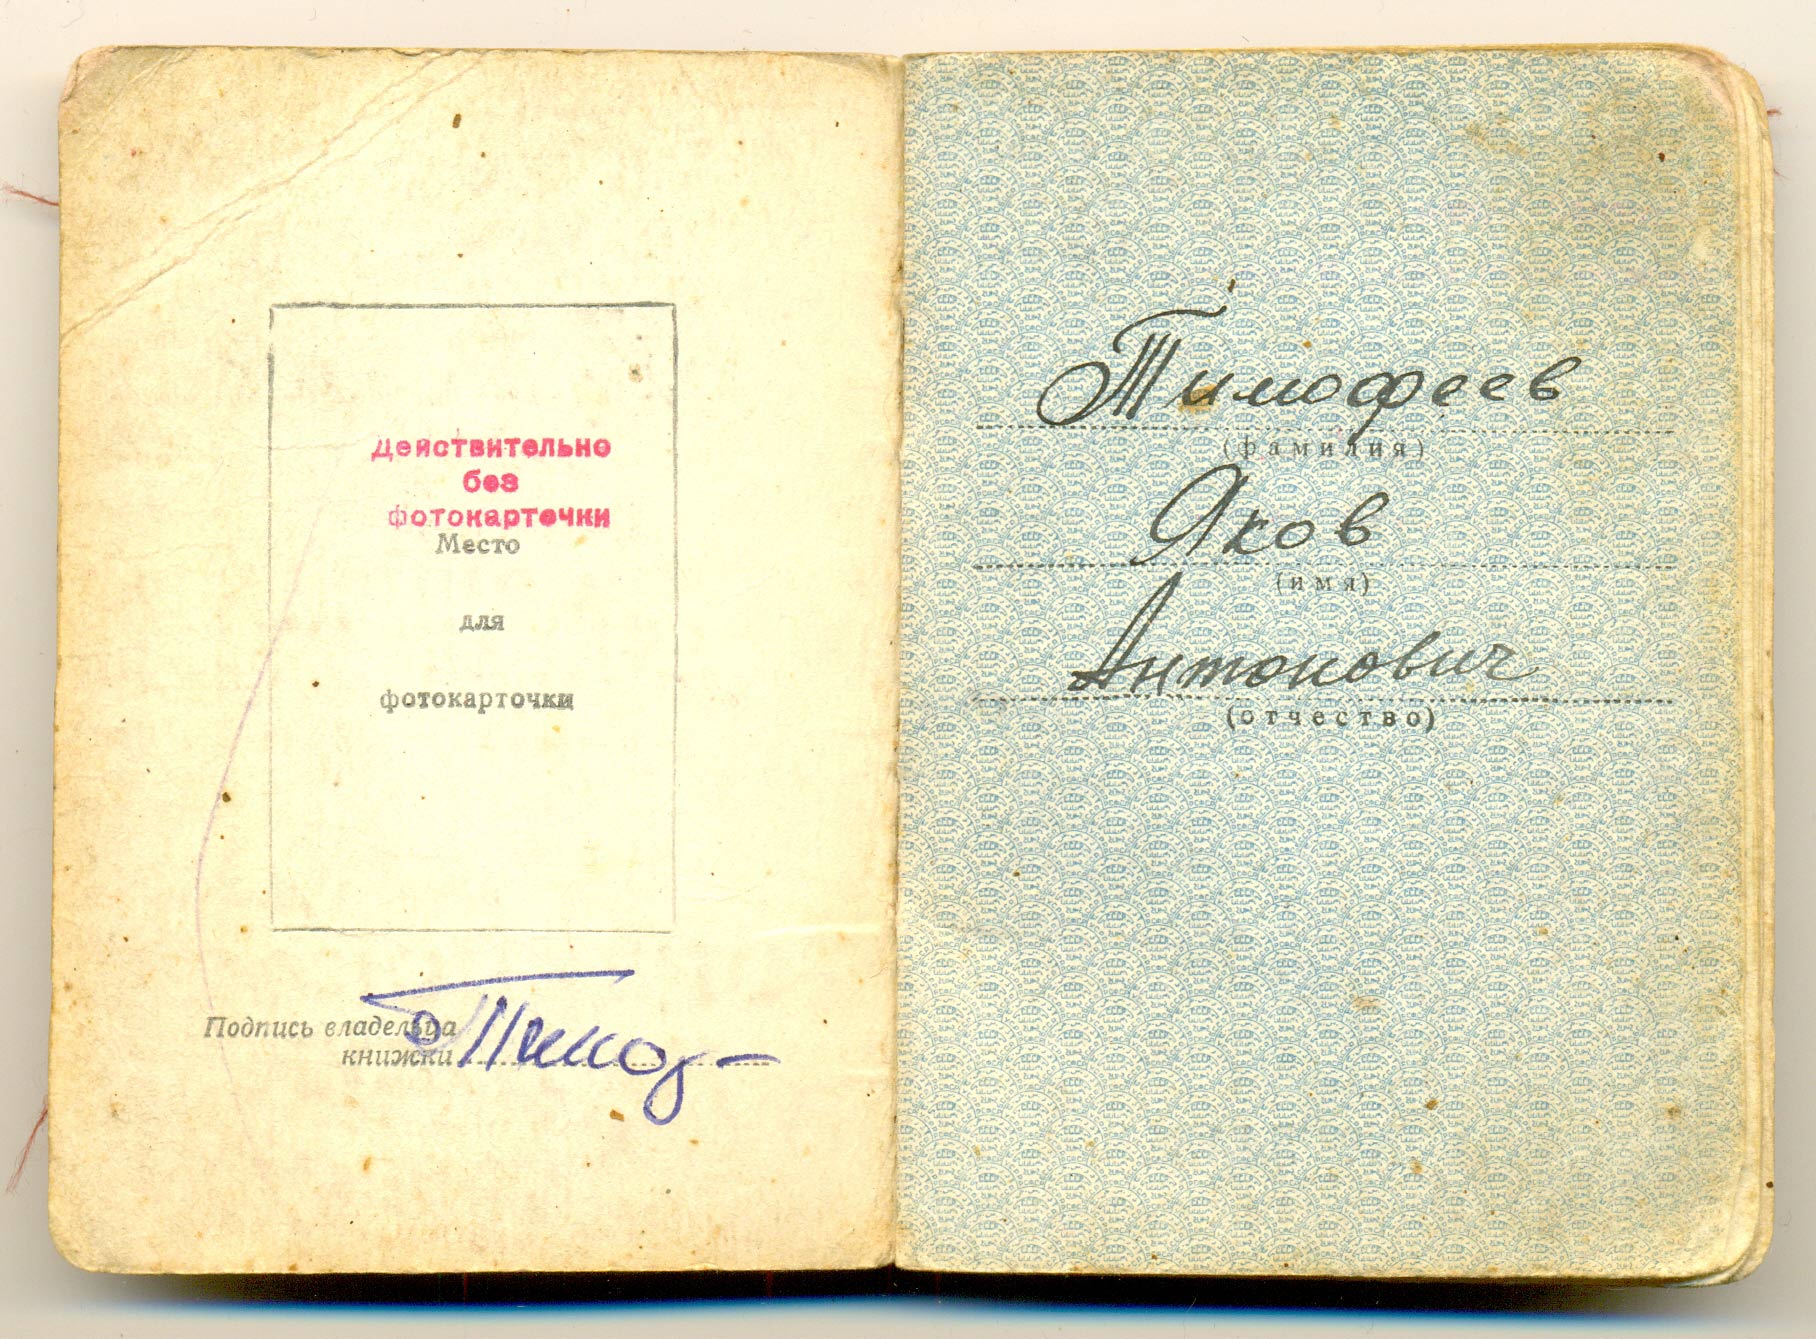 Действительно
без
фотокарточки
Место
для
фотокарточки
Подпись владельца
книжки
Тимофеев
(фамилия)
Яков
(имя)
Антонович
(отчество)